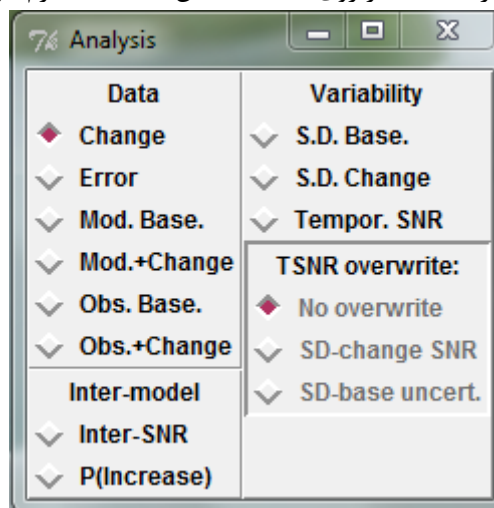 Analysis
Data
Change
Error
Mod. Base.
Mod.+Change
Obs. Base.
Obs.+Change
Inter-model
Inter-SNR
P(Increase)
Variability
S.D. Base.
S.D. Change
Tempor. SNR
TSNR overwrite:
No overwrite
SD-change SNR
SD-base uncert.